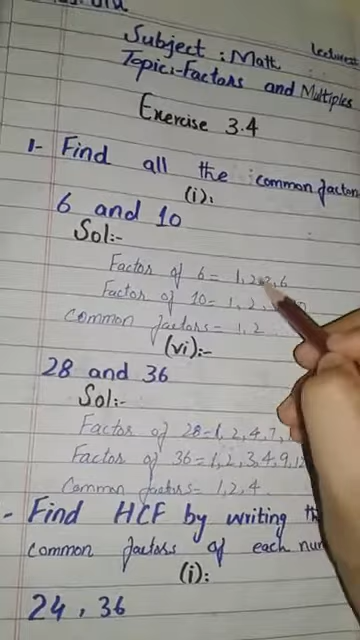 Lecture#
Subject : Math
Topic:-Factors and Multiples
Exercise 3.4
1- Find all the common factors
(i):
6 and 10
Sol:-
Factor of 6 = 1, 2, 3, 6
Factor of 10 = 1, 2,
Common factors = 1, 2
(vi):-
28 and 36
Sol:-
Factor of 28=1, 2, 4, 7,
Factor of 36=1, 2, 3, 4, 9, 12
Common factors= 1, 2, 4.
- Find HCF by writing
common factors of each
(i):
24, 36